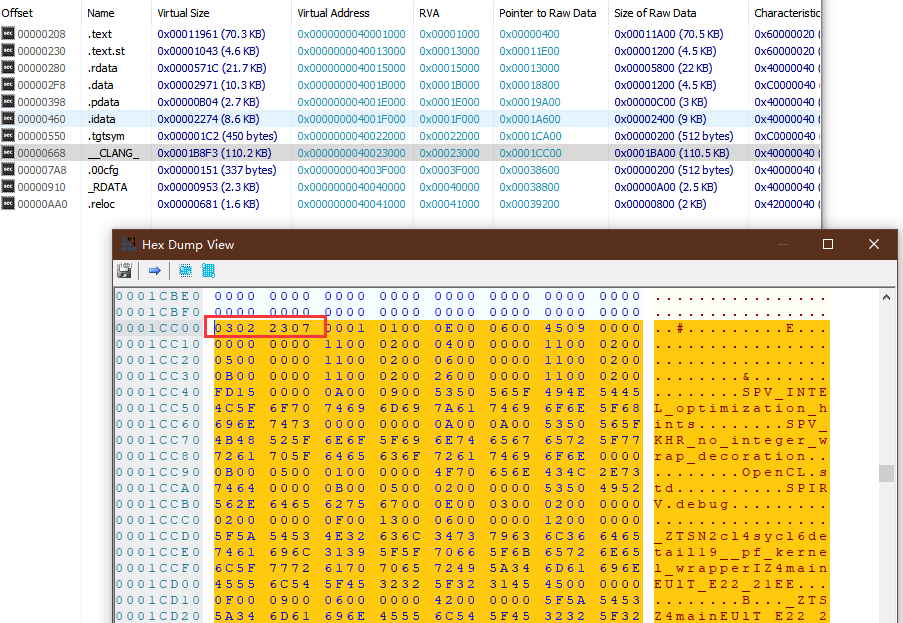 Offset Name Virtual Size Virtual Address RVA Pointer to Raw Data Size of Raw Data Characteristic
00000208 .text 0x00011961 (70.3 KB) 0x0000000040001000 0x00001000 0x00000400 0x00011A00 (70.5 KB) 0x60000020 (
00000230 .text.st 0x00001043 (4.6 KB) 0x0000000040013000 0x00013000 0x00011E00 0x00001200 (4.5 KB) 0x60000020 (
00000280 .rdata 0x0000571C (21.7 KB) 0x0000000040015000 0x00015000 0x00013000 0x00005800 (22 KB) 0x40000040 (
000002F8 .data 0x00002971 (10.3 KB) 0x000000004001B000 0x0001B000 0x00018800 0x00001200 (4.5 KB) 0xC0000040 (
00000398 .pdata 0x00000B04 (2.7 KB) 0x000000004001E000 0x0001E000 0x00019A00 0x00000C00 (3 KB) 0x40000040 (
00000460 .idata 0x00002274 (8.6 KB) 0x000000004001F000 0x0001F000 0x0001A600 0x00002400 (9 KB) 0x40000040 (
00000550 .tgtsym 0x000001C2 (450 bytes) 0x0000000040022000 0x00022000 0x0001CA00 0x00000200 (512 bytes) 0xC0000040 (
00000668 __CLANG_ 0x0001B8F3 (110.2 KB) 0x0000000040023000 0x00023000 0x0001CC00 0x0001BA00 (110.5 KB) 0x40000040 (
000007A8 .00cfg 0x00000151 (337 bytes) 0x000000004003F000 0x0003F000 0x00038600 0x00000200 (512 bytes) 0x40000040 (
00000910 _RDATA 0x00000953 (2.3 KB) 0x0000000040040000 0x00040000 0x00038800 0x00000A00 (2.5 KB) 0x40000040 (
00000AA0 .reloc 0x00000681 (1.6 KB) 0x0000000040041000 0x00041000 0x00039200 0x00000800 (2 KB) 0x42000040 (
Hex Dump View
0001CBE0 0000 0000 0000 0000 0000 0000 0000 0000 ................
0001CBF0 0000 0000 0000 0000 0000 0000 0000 0000 ................
0001CC00 0302 2307 0001 0100 0E00 0600 4509 0000 ..#.........E...
0001CC10 0000 0000 1100 0200 0400 0000 1100 0200 ................
0001CC20 0500 0000 1100 0200 0600 0000 1100 0200 ................
0001CC30 0B00 0000 1100 0200 2600 0000 1100 0200 ........&.......
0001CC40 FD15 0000 0A00 0900 5350 565F 494E 5445 ........SPV_INTE
0001CC50 4C5F 6F70 7469 6D69 7A61 7469 6F6E 5F68 L_optimization_h
0001CC60 696E 7473 0000 0000 0A00 0A00 5350 565F ints........SPV_
0001CC70 4B48 525F 6E6F 5F69 6E74 6567 6572 5F77 KHR_no_integer_w
0001CC80 7261 705F 6465 636F 7261 7469 6F6E 0000 rap_decoration..
0001CC90 0B00 0500 0100 0000 4F70 656E 434C 2E73 ........OpenCL.s
0001CCA0 7464 0000 0B00 0500 0200 0000 5350 4952 td..........SPIR
0001CCB0 562E 6465 6275 6700 0E00 0300 0200 0000 V.debug.........
0001CCC0 0200 0000 0F00 1300 0600 0000 1200 0000 ................
0001CCD0 5F5A 5453 4E32 636C 3473 7963 6C36 6465 _ZTSN2cl4sycl6de
0001CCE0 7461 696C 3139 5F5F 7066 5F6B 6572 6E65 tail19__pf_kerne
0001CCF0 6C5F 7772 6170 7065 7249 5A34 6D61 696E l_wrapperIZ4main
0001CD00 4555 6C54 5F45 3232 5F32 3145 4500 0000 EUlT_E22_21EE...
0001CD10 0F00 0900 0600 0000 4200 0000 5F5A 5453 ........B..._ZTS
0001CD20 5A34 6D61 696E 4555 6C54 5F45 3232 5F32 Z4mainEUlT_E22_2